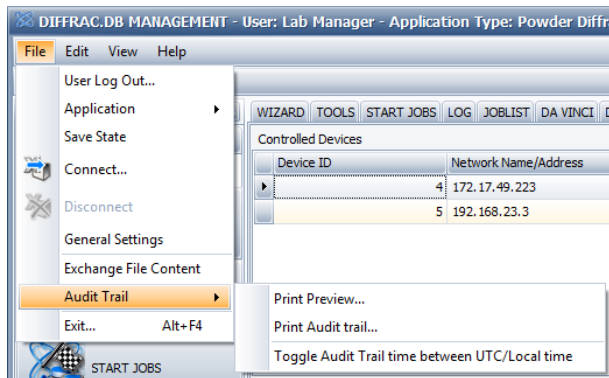 DIFFRAC.DB MANAGEMENT - User: Lab Manager - Application Type: Powder Diffr
File Edit View Help
User Log Out...
Application
Save State
Connect...
Disconnect
General Settings
Exchange File Content
Audit Trail
Exit... Alt+F4
START JOBS
WIZARD TOOLS START JOBS LOG JOBLIST DA VINCI
Controlled Devices
Device ID Network Name/Address
4 172.17.49.223
5 192.168.23.3
Print Preview...
Print Audit trail...
Toggle Audit Trail time between UTC/Local time